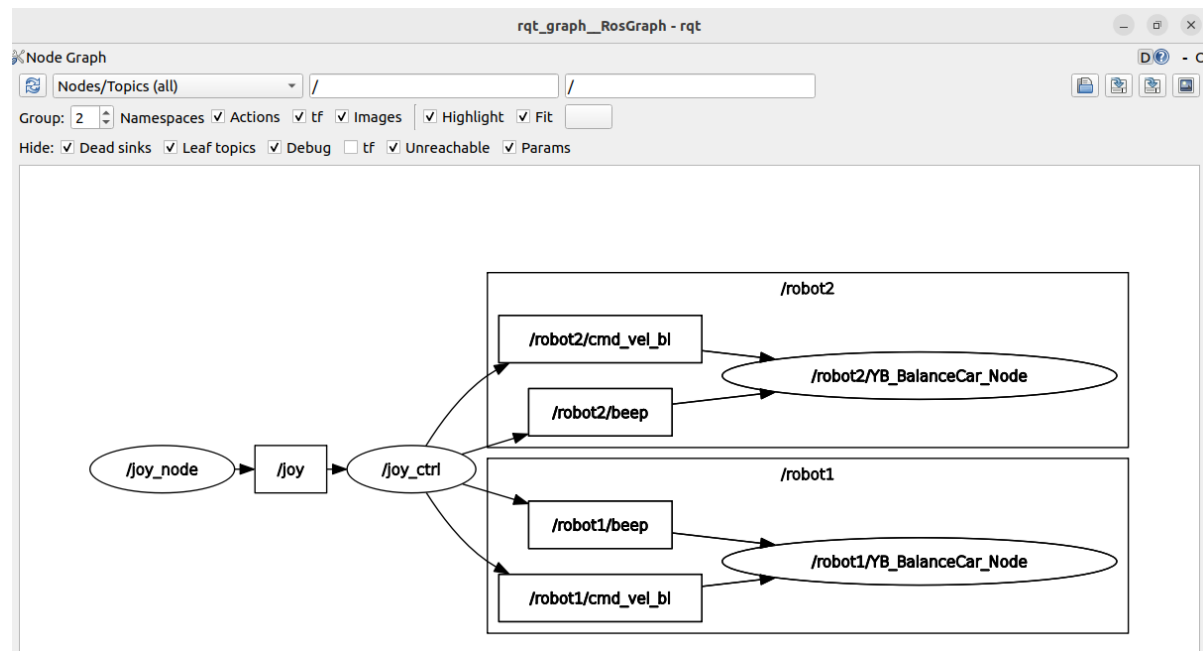 rqt_graph__RosGraph - rqt
Node Graph
D - C
Nodes/Topics (all) / /
Group: 2 Namespaces Actions tf Images Highlight Fit
Hide: Dead sinks Leaf topics Debug tf Unreachable Params
/robot2
/robot2/cmd_vel_bl
/robot2/YB_BalanceCar_Node
/robot2/beep
/joy_node
/joy
/joy_ctrl
/robot1
/robot1/beep
/robot1/YB_BalanceCar_Node
/robot1/cmd_vel_bl